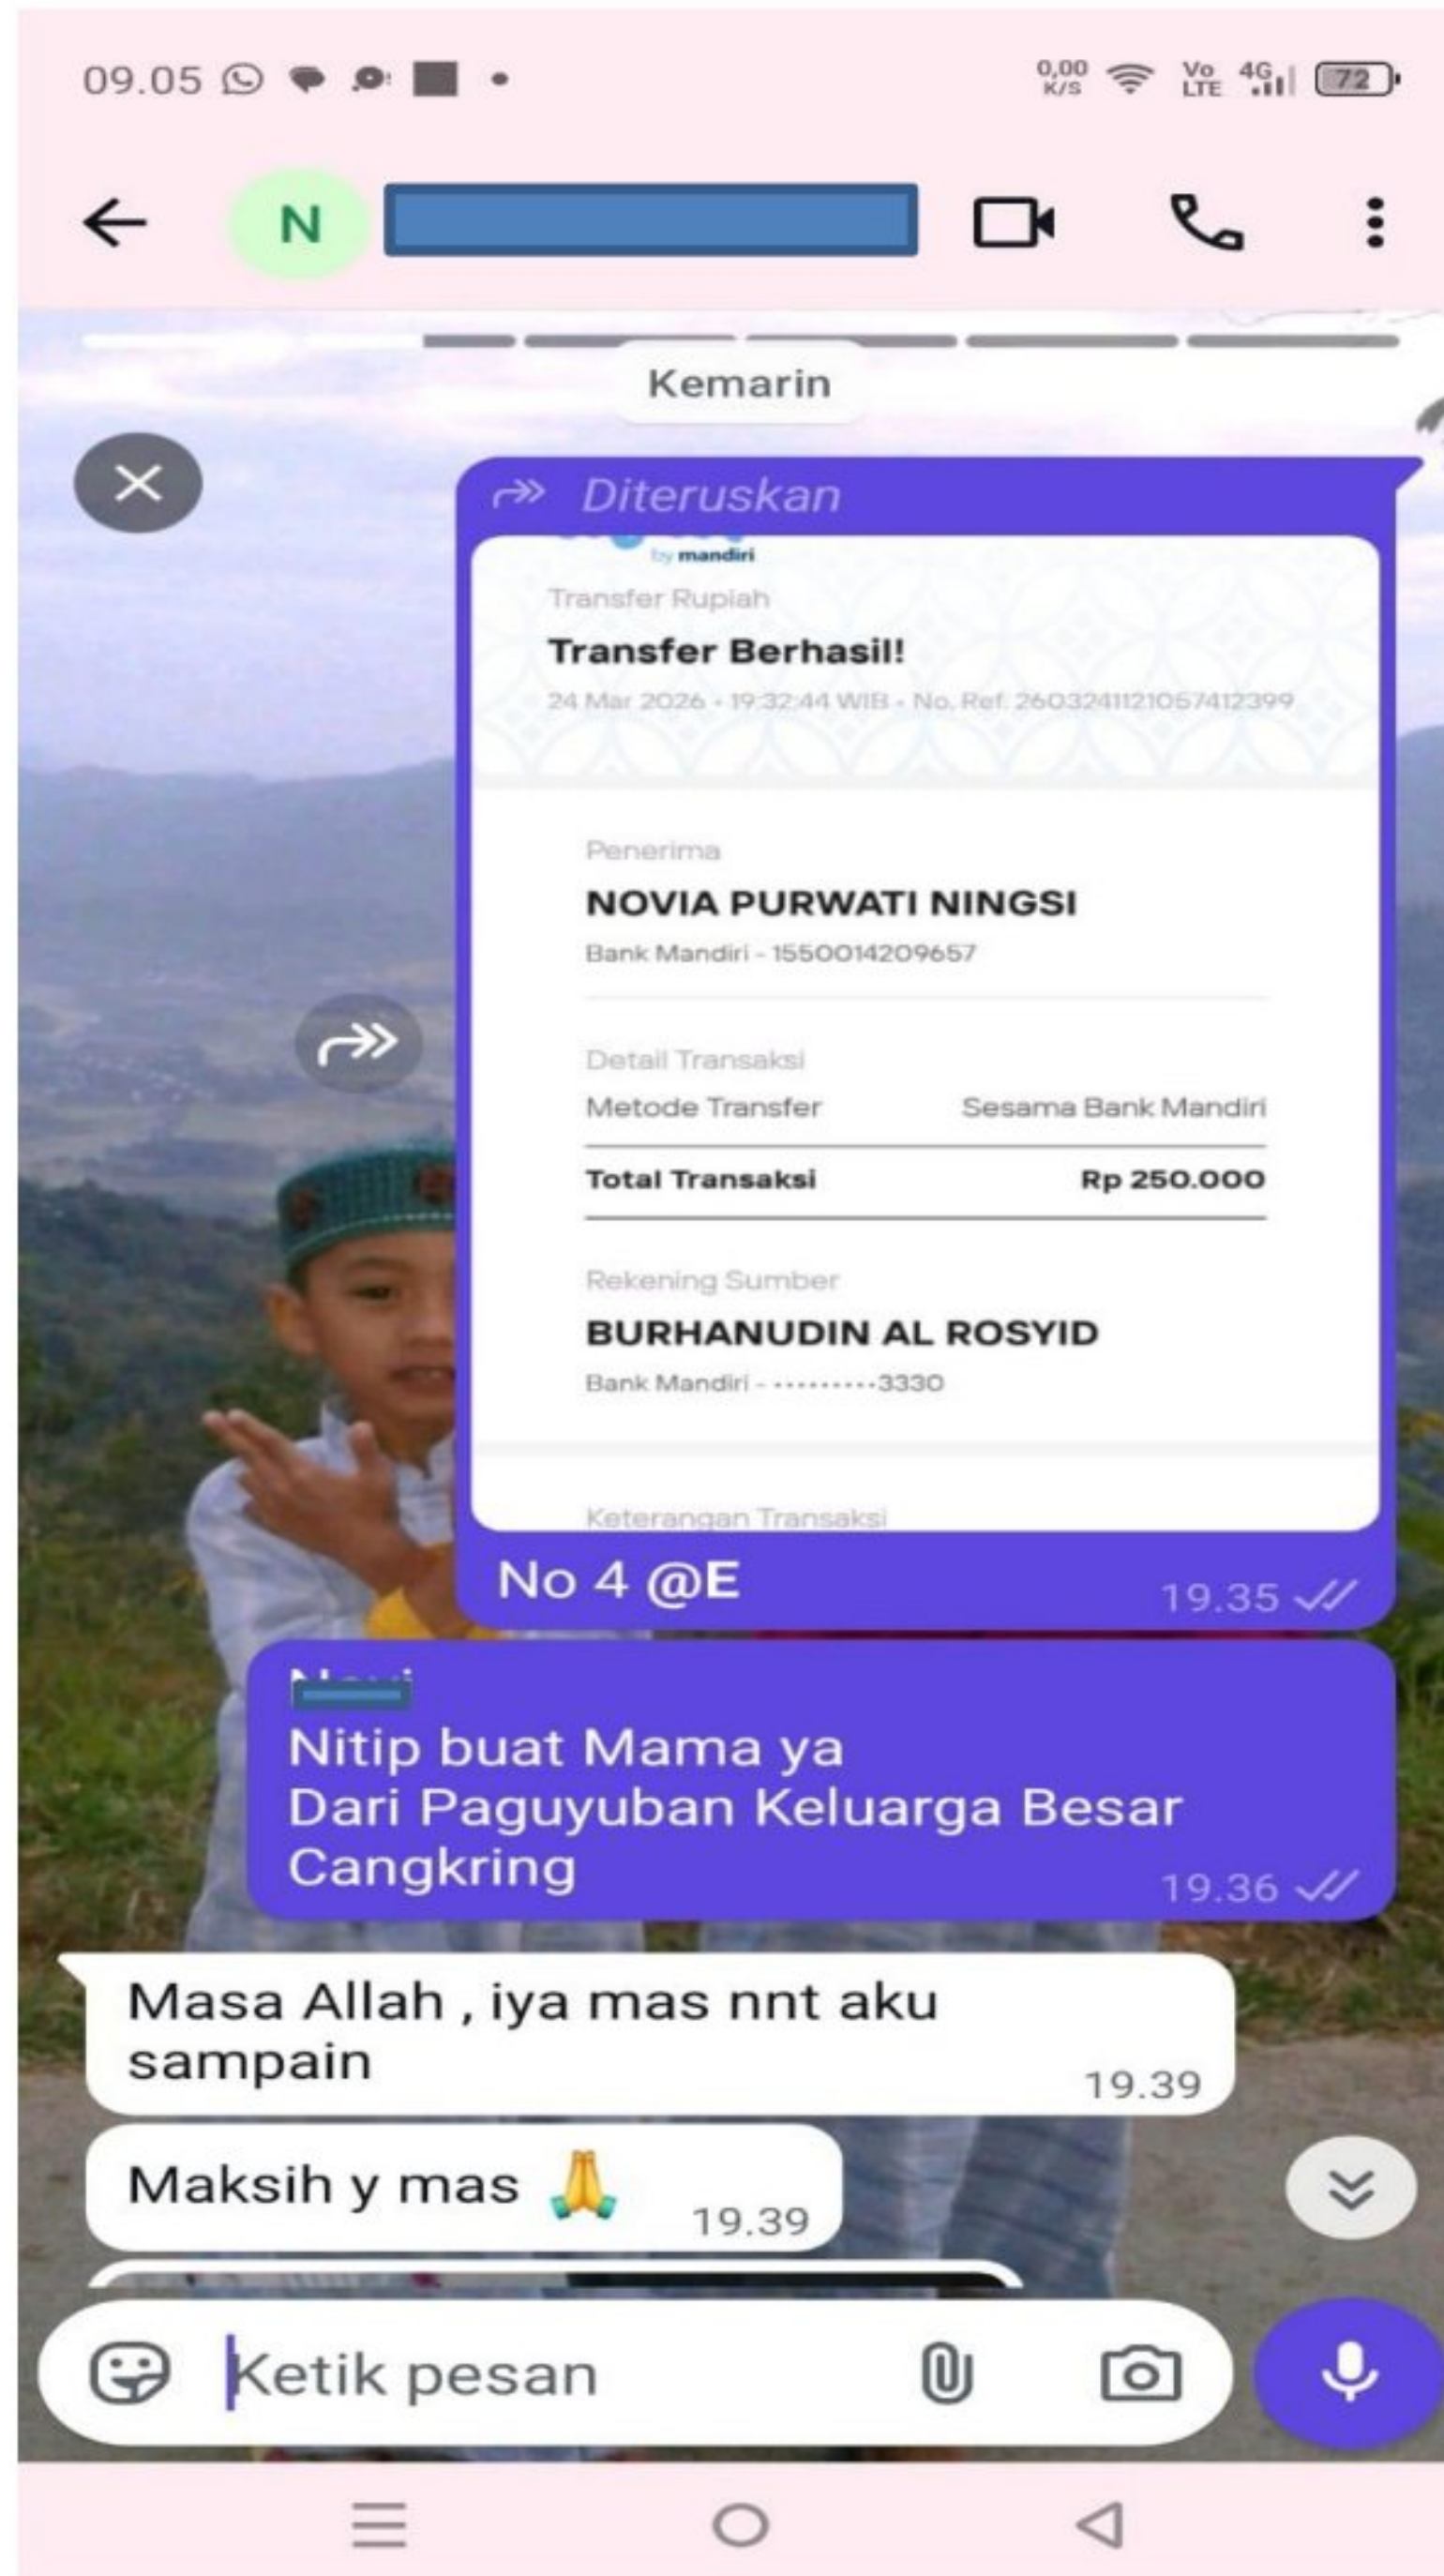 09.05
0,00 K/S
Vo LTE
4G
72
N
Kemarin
Diteruskan
by mandiri
Transfer Rupiah
Transfer Berhasil!
24 Mar 2026 - 19:32:44 WIB - No. Ref. 2603241121057412399
Penerima
NOVIA PURWATI NINGSI
Bank Mandiri - 1550014209657
Detail Transaksi
Metode Transfer Sesama Bank Mandiri
Total Transaksi Rp 250.000
Rekening Sumber
BURHANUDIN AL ROSYID
Bank Mandiri - ·········3330
Keterangan Transaksi
No 4 @E
19.35
Nitip buat Mama ya
Dari Paguyuban Keluarga Besar
Cangkring
19.36
Masa Allah , iya mas nnt aku
sampain
19.39
Maksih y mas 🙏
19.39
Ketik pesan